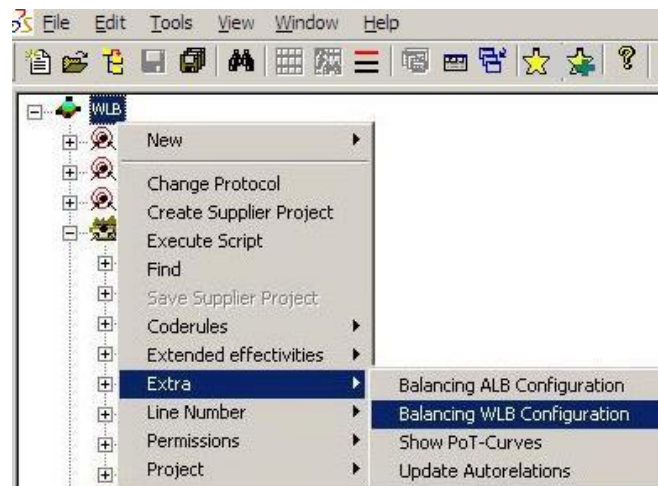 File Edit Tools View Window Help
WLB
New
Change Protocol
Create Supplier Project
Execute Script
Find
Save Supplier Project
Coderules
Extended effectivities
Extra
Line Number
Permissions
Project
Balancing ALB Configuration
Balancing WLB Configuration
Show PoT-Curves
Update Autorelations